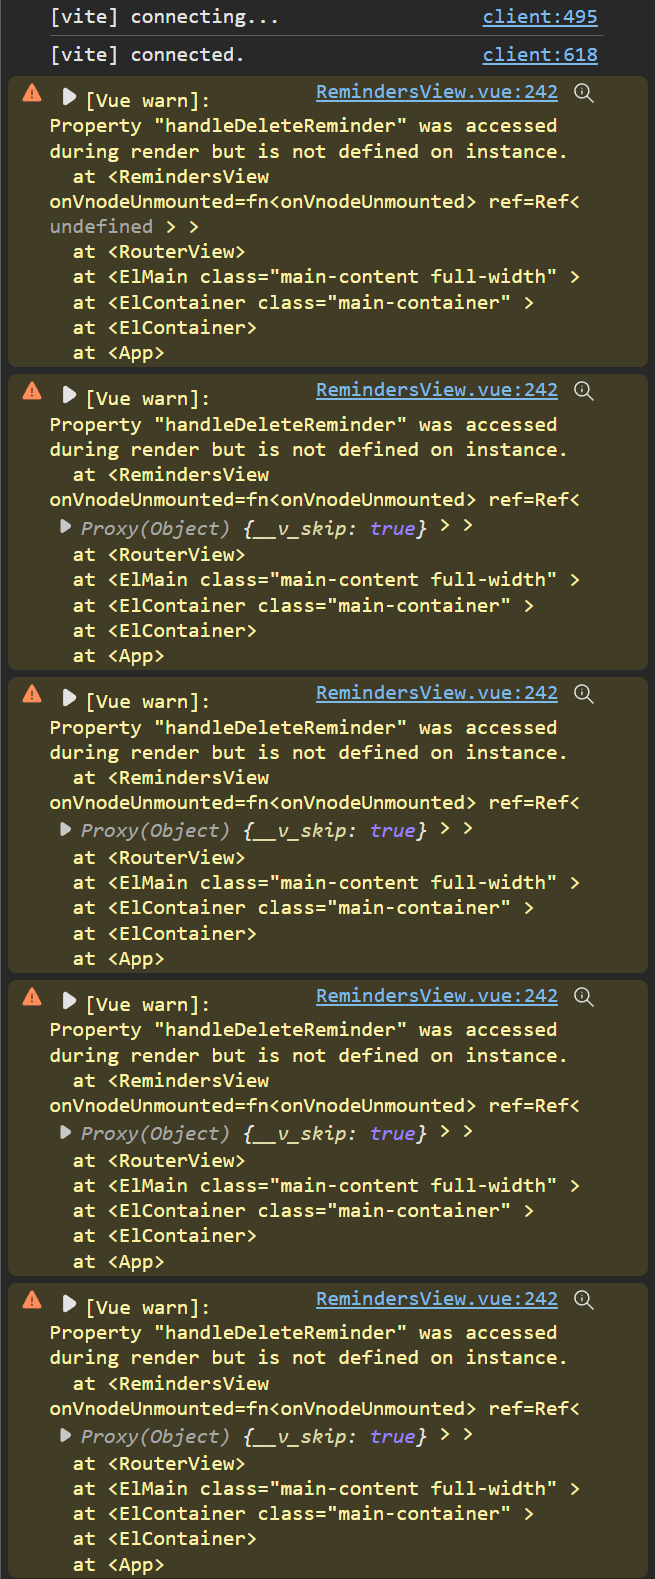 [vite] connecting... client:495
[vite] connected. client:618
[Vue warn]: RemindersView.vue:242
Property "handleDeleteReminder" was accessed
during render but is not defined on instance.
at <RemindersView
onVnodeUnmounted=fn<onVnodeUnmounted> ref=Ref<
undefined > >
at <RouterView>
at <ElMain class="main-content full-width" >
at <ElContainer class="main-container" >
at <ElContainer>
at <App>
[Vue warn]: RemindersView.vue:242
Property "handleDeleteReminder" was accessed
during render but is not defined on instance.
at <RemindersView
onVnodeUnmounted=fn<onVnodeUnmounted> ref=Ref<
Proxy(Object) {__v_skip: true} > >
at <RouterView>
at <ElMain class="main-content full-width" >
at <ElContainer class="main-container" >
at <ElContainer>
at <App>
[Vue warn]: RemindersView.vue:242
Property "handleDeleteReminder" was accessed
during render but is not defined on instance.
at <RemindersView
onVnodeUnmounted=fn<onVnodeUnmounted> ref=Ref<
Proxy(Object) {__v_skip: true} > >
at <RouterView>
at <ElMain class="main-content full-width" >
at <ElContainer class="main-container" >
at <ElContainer>
at <App>
[Vue warn]: RemindersView.vue:242
Property "handleDeleteReminder" was accessed
during render but is not defined on instance.
at <RemindersView
onVnodeUnmounted=fn<onVnodeUnmounted> ref=Ref<
Proxy(Object) {__v_skip: true} > >
at <RouterView>
at <ElMain class="main-content full-width" >
at <ElContainer class="main-container" >
at <ElContainer>
at <App>
[Vue warn]: RemindersView.vue:242
Property "handleDeleteReminder" was accessed
during render but is not defined on instance.
at <RemindersView
onVnodeUnmounted=fn<onVnodeUnmounted> ref=Ref<
Proxy(Object) {__v_skip: true} > >
at <RouterView>
at <ElMain class="main-content full-width" >
at <ElContainer class="main-container" >
at <ElContainer>
at <App>